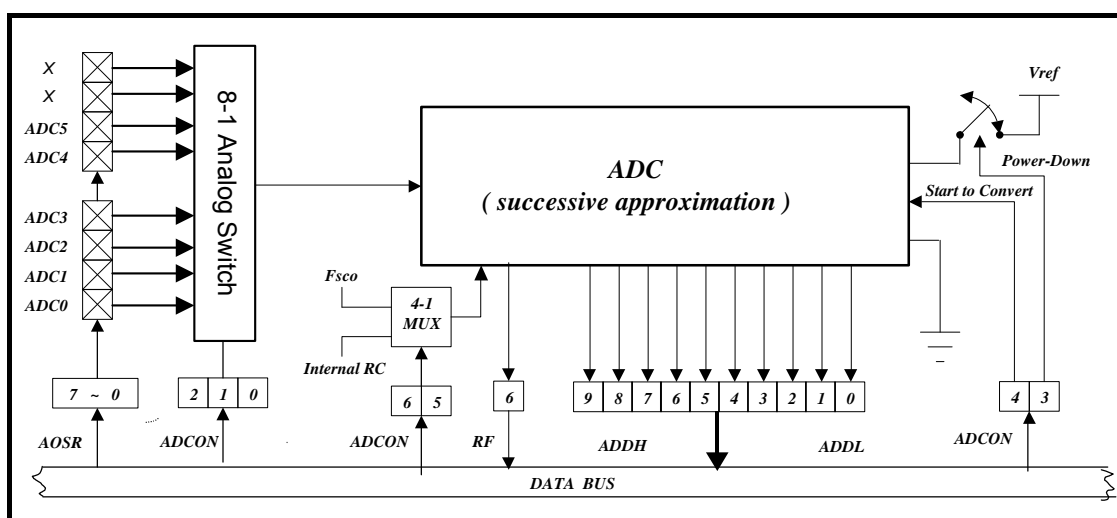 X
X
ADC5
ADC4
ADC3
ADC2
ADC1
ADC0
8-1 Analog Switch
ADC
( successive approximation )
Vref
Power-Down
Start to Convert
Fsco
4-1
MUX
Internal RC
7 ~ 0
2 1 0
6 5
6
9 8 7 6 5 4 3 2 1 0
4 3
AOSR
ADCON
ADCON
RF
ADDH
ADDL
ADCON
DATA BUS